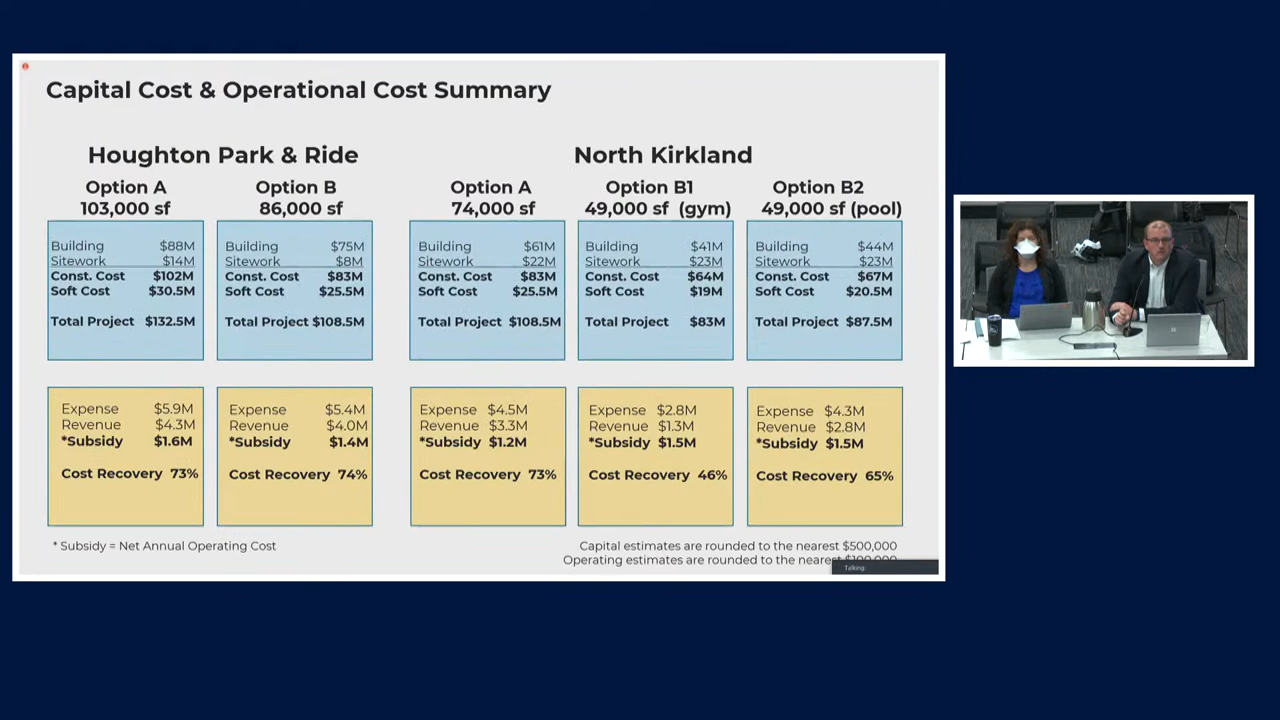 Capital Cost & Operational Cost Summary
Houghton Park & Ride
Option A
103,000 sf
Building $88M
Sitework $14M
Const. Cost $102M
Soft Cost $30.5M
Total Project $132.5M
Expense $5.9M
Revenue $4.3M
*Subsidy $1.6M
Cost Recovery 73%
Option B
86,000 sf
Building $75M
Sitework $8M
Const. Cost $83M
Soft Cost $25.5M
Total Project $108.5M
Expense $5.4M
Revenue $4.0M
*Subsidy $1.4M
Cost Recovery 74%
North Kirkland
Option A
74,000 sf
Building $61M
Sitework $22M
Const. Cost $83M
Soft Cost $25.5M
Total Project $108.5M
Expense $4.5M
Revenue $3.3M
*Subsidy $1.2M
Cost Recovery 73%
Option B1
49,000 sf (gym)
Building $41M
Sitework $23M
Const. Cost $64M
Soft Cost $19M
Total Project $83M
Expense $2.8M
Revenue $1.3M
*Subsidy $1.5M
Cost Recovery 46%
Option B2
49,000 sf (pool)
Building $44M
Sitework $23M
Const. Cost $67M
Soft Cost $20.5M
Total Project $87.5M
Expense $4.3M
Revenue $2.8M
*Subsidy $1.5M
Cost Recovery 65%
* Subsidy = Net Annual Operating Cost
Capital estimates are rounded to the nearest $500,000
Operating estimates are rounded to the nearest $100,000
Talking: